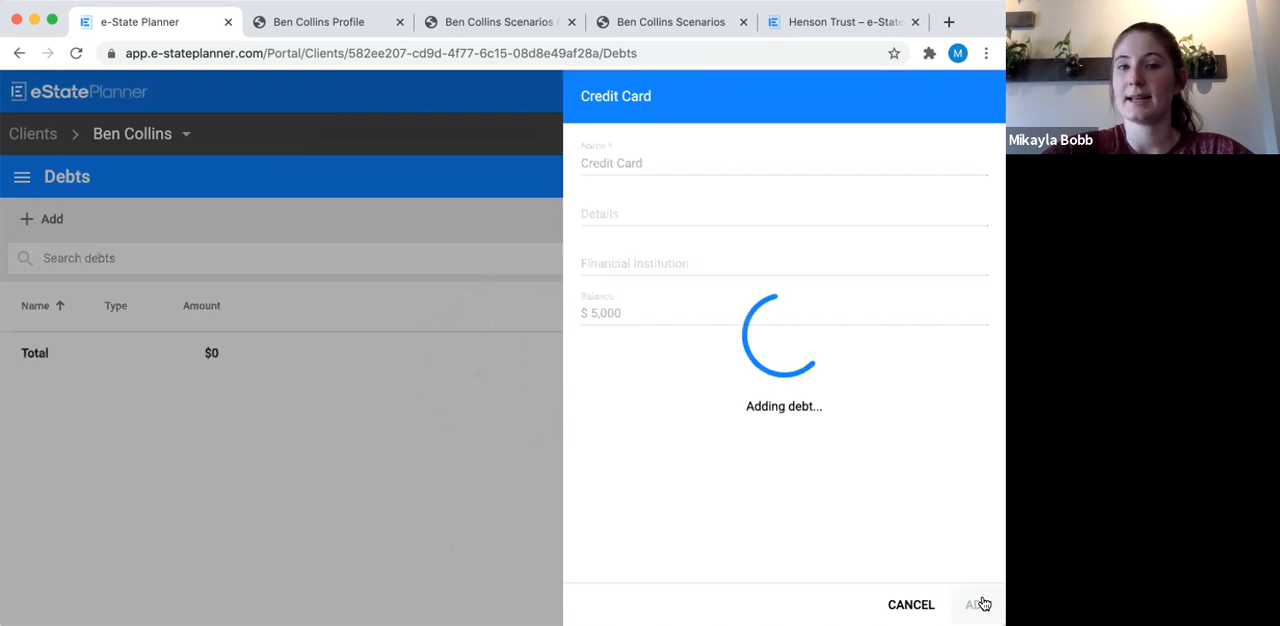 e-State Planner
Ben Collins Profile
Ben Collins Scenarios
Ben Collins Scenarios
Henson Trust – e-State
app.e-stateplanner.com/Portal/Clients/582ee207-cd9d-4f77-6c15-08d8e49af28a/Debts
M
eStatePlanner
Clients > Ben Collins
Debts
+ Add
Search debts
Name Type Amount
Total $0
Credit Card
Name *
Credit Card
Details
Financial Institution
Balance
$ 5,000
Adding debt...
CANCEL
Mikayla Bobb